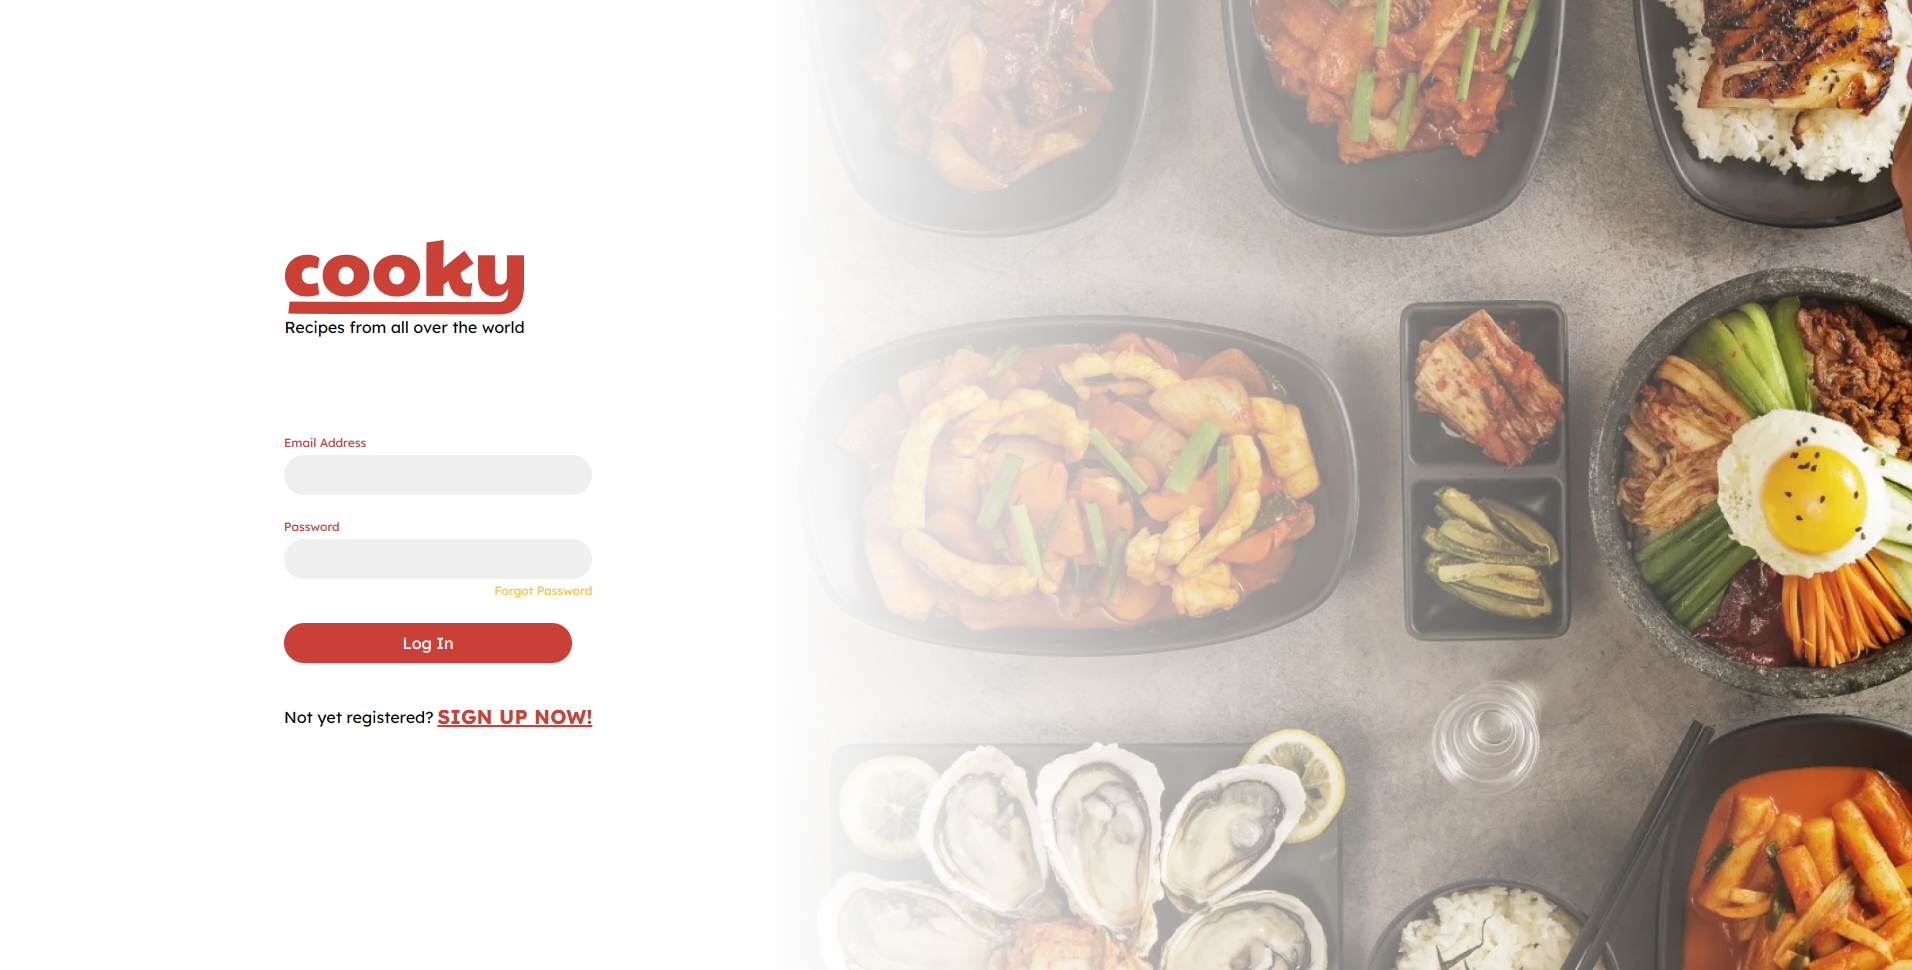 cooky
Recipes from all over the world
Email Address
Password
Forgot Password
Log In
Not yet registered? SIGN UP NOW!